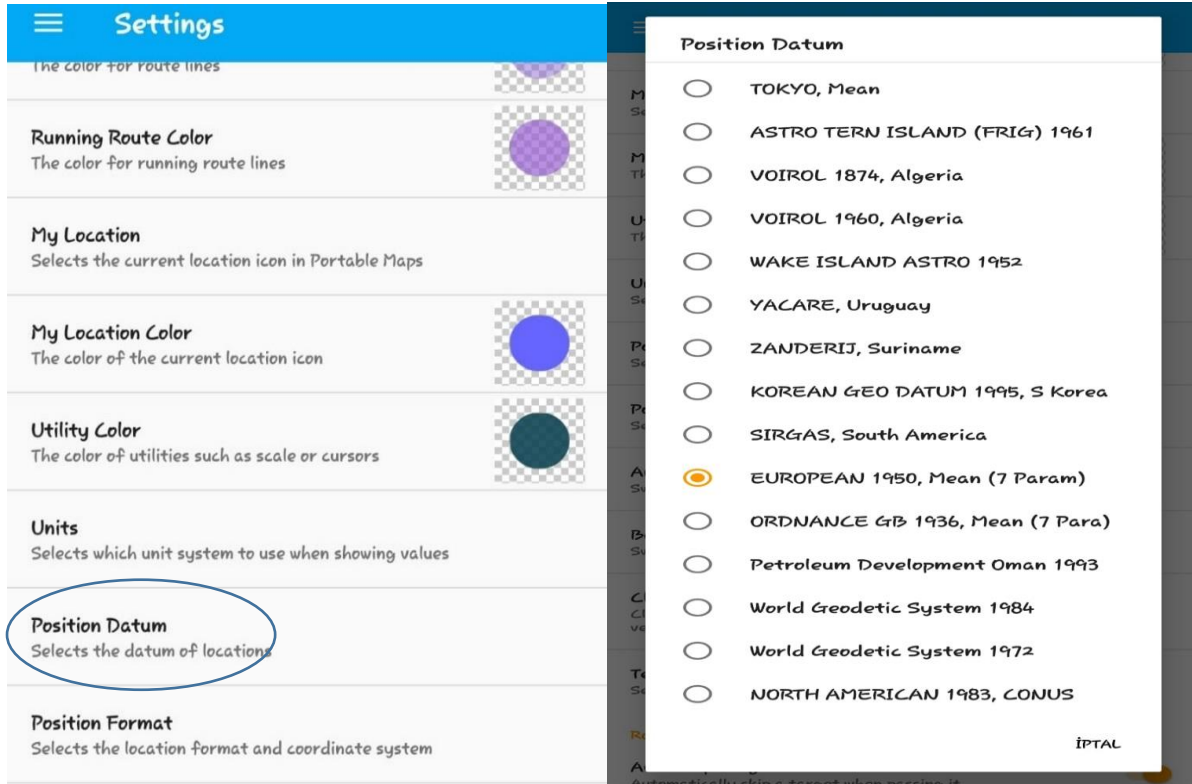 Settings
The color for route lines
Running Route Color
The color for running route lines
My Location
Selects the current location icon in Portable Maps
My Location Color
The color of the current location icon
Utility Color
The color of utilities such as scale or cursors
Units
Selects which unit system to use when showing values
Position Datum
Selects the datum of locations
Position Format
Selects the location format and coordinate system
Position Datum
TOKYO, Mean
ASTRO TERN ISLAND (FRIG) 1961
VOIROL 1874, Algeria
VOIROL 1960, Algeria
WAKE ISLAND ASTRO 1952
YACARE, Uruguay
ZANDERIJ, Suriname
KOREAN GEO DATUM 1995, S Korea
SIRGAS, South America
EUROPEAN 1950, Mean (7 Param)
ORDNANCE GB 1936, Mean (7 Para)
Petroleum Development Oman 1993
World Geodetic System 1984
World Geodetic System 1972
NORTH AMERICAN 1983, CONUS
İPTAL
Automatically skip a target when passing it